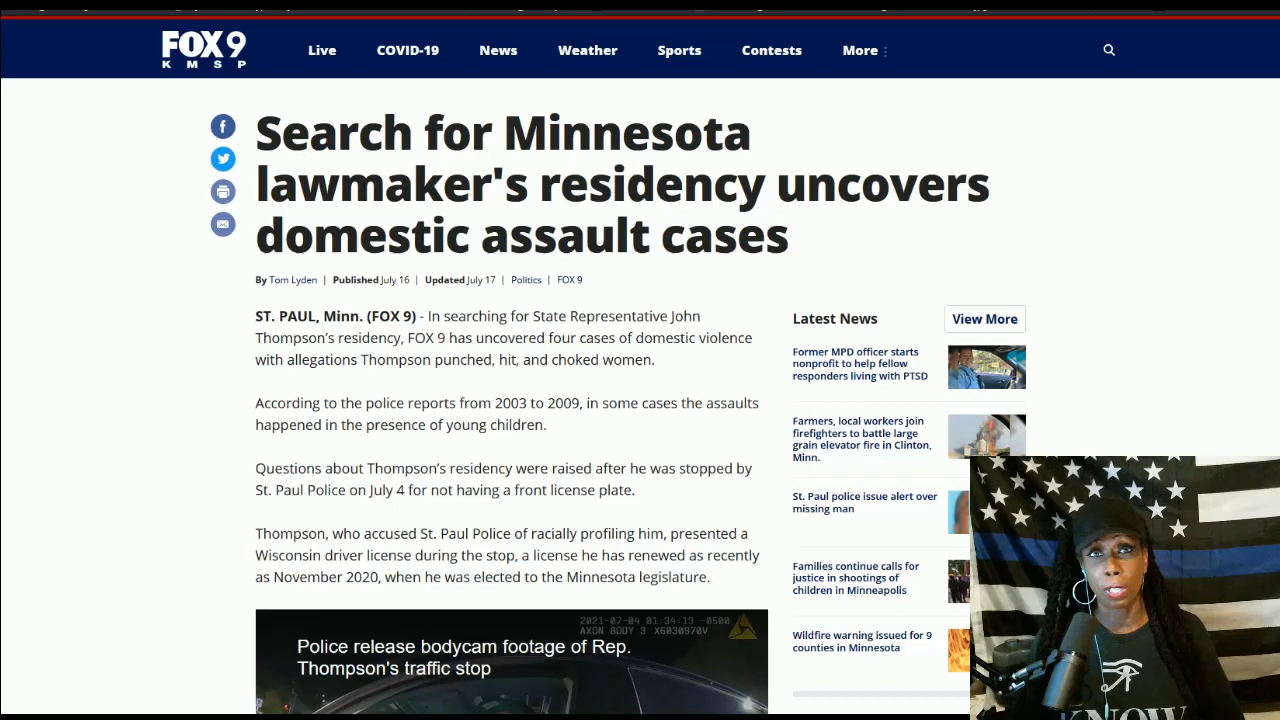 FOX 9
KMSP
Live
COVID-19
News
Weather
Sports
Contests
More
Search for Minnesota
lawmaker's residency uncovers
domestic assault cases
By Tom Lyden | Published July 16 | Updated July 17 | Politics | FOX 9
ST. PAUL, Minn. (FOX 9) - In searching for State Representative John
Thompson's residency, FOX 9 has uncovered four cases of domestic violence
with allegations Thompson punched, hit, and choked women.
According to the police reports from 2003 to 2009, in some cases the assaults
happened in the presence of young children.
Questions about Thompson’s residency were raised after he was stopped by
St. Paul Police on July 4 for not having a front license plate.
Thompson, who accused St. Paul Police of racially profiling him, presented a
Wisconsin driver license during the stop, a license he has renewed as recently
as November 2020, when he was elected to the Minnesota legislature.
2021-07-04 01:34:13 -0500
AXON BODY 3 X6030970V
Police release bodycam footage of Rep.
Thompson's traffic stop
Latest News
View More
Former MPD officer starts
nonprofit to help fellow
responders living with PTSD
Farmers, local workers join
firefighters to battle large
grain elevator fire in Clinton,
Minn.
St. Paul police issue alert over
missing man
Families continue calls for
justice in shootings of
children in Minneapolis
Wildfire warning issued for 9
counties in Minnesota
KNOW